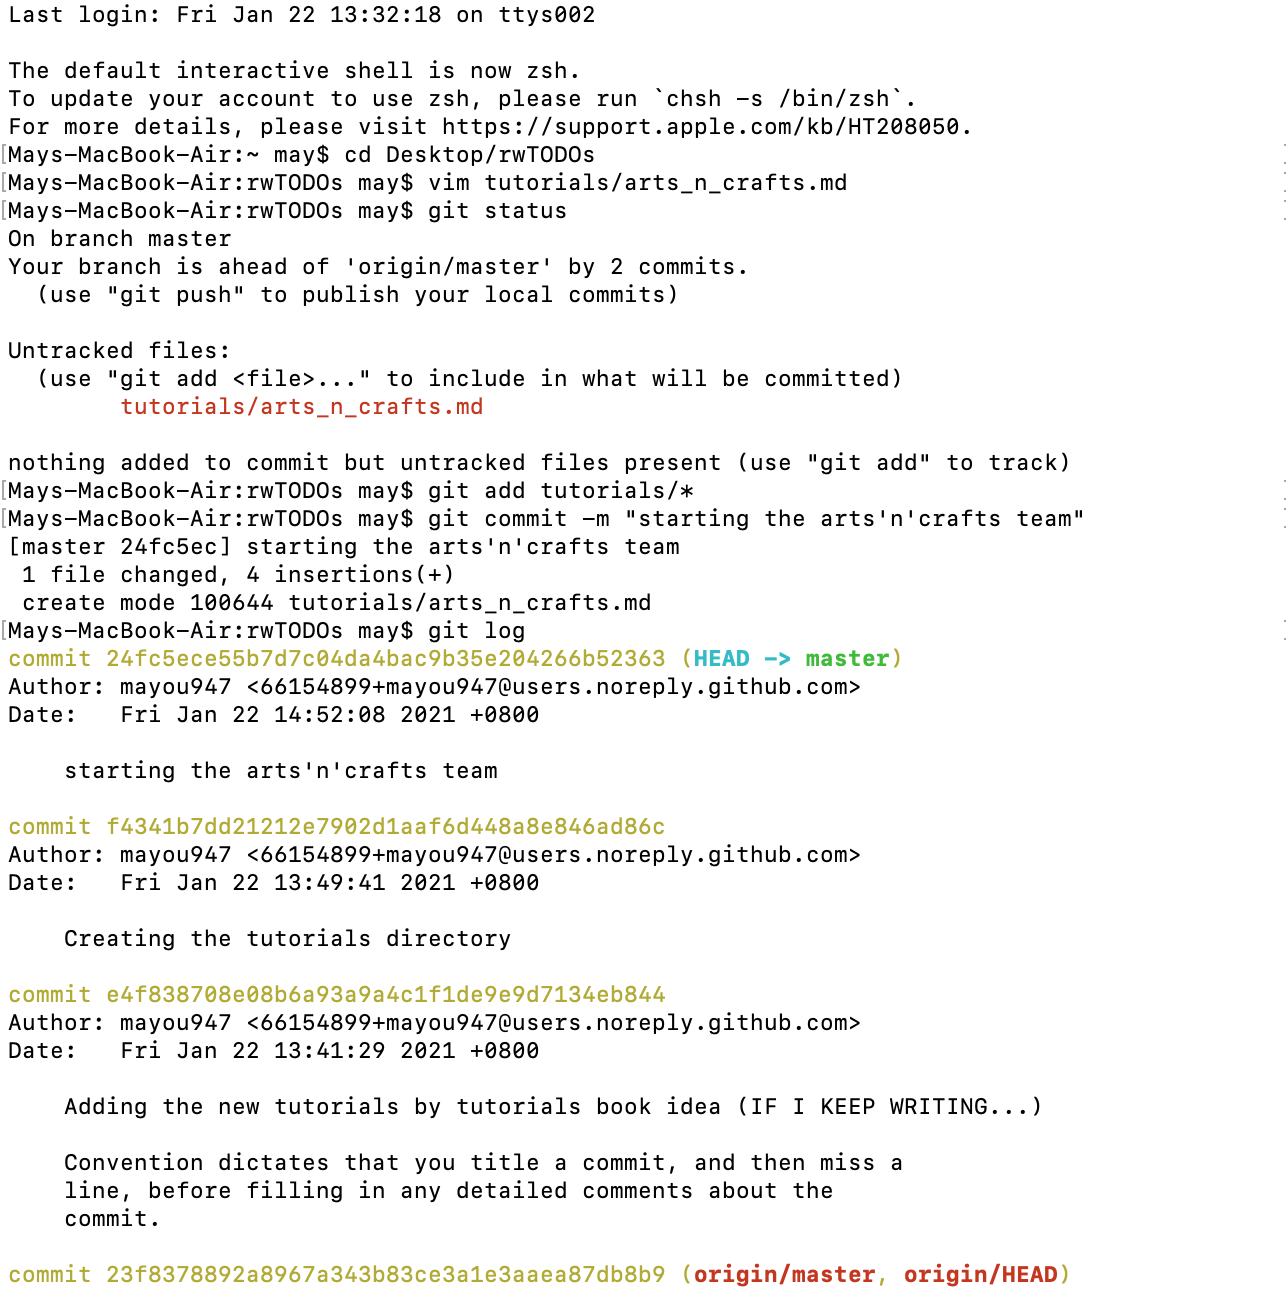 Last login: Fri Jan 22 13:32:18 on ttys002
The default interactive shell is now zsh.
To update your account to use zsh, please run `chsh -s /bin/zsh`.
For more details, please visit https://support.apple.com/kb/HT208050.
[Mays-MacBook-Air:~ may$ cd Desktop/rwTODOs
[Mays-MacBook-Air:rwTODOs may$ vim tutorials/arts_n_crafts.md
[Mays-MacBook-Air:rwTODOs may$ git status
On branch master
Your branch is ahead of 'origin/master' by 2 commits.
  (use "git push" to publish your local commits)
Untracked files:
  (use "git add <file>..." to include in what will be committed)
        tutorials/arts_n_crafts.md
nothing added to commit but untracked files present (use "git add" to track)
[Mays-MacBook-Air:rwTODOs may$ git add tutorials/*
[Mays-MacBook-Air:rwTODOs may$ git commit -m "starting the arts'n'crafts team"
[master 24fc5ec] starting the arts'n'crafts team
 1 file changed, 4 insertions(+)
 create mode 100644 tutorials/arts_n_crafts.md
[Mays-MacBook-Air:rwTODOs may$ git log
commit 24fc5ece55b7d7c04da4bac9b35e204266b52363 (HEAD -> master)
Author: mayou947 <66154899+mayou947@users.noreply.github.com>
Date:   Fri Jan 22 14:52:08 2021 +0800
    starting the arts'n'crafts team
commit f4341b7dd21212e7902d1aaf6d448a8e846ad86c
Author: mayou947 <66154899+mayou947@users.noreply.github.com>
Date:   Fri Jan 22 13:49:41 2021 +0800
    Creating the tutorials directory
commit e4f838708e08b6a93a9a4c1f1de9e9d7134eb844
Author: mayou947 <66154899+mayou947@users.noreply.github.com>
Date:   Fri Jan 22 13:41:29 2021 +0800
    Adding the new tutorials by tutorials book idea (IF I KEEP WRITING...)
    Convention dictates that you title a commit, and then miss a
    line, before filling in any detailed comments about the
    commit.
commit 23f8378892a8967a343b83ce3a1e3aaea87db8b9 (origin/master, origin/HEAD)